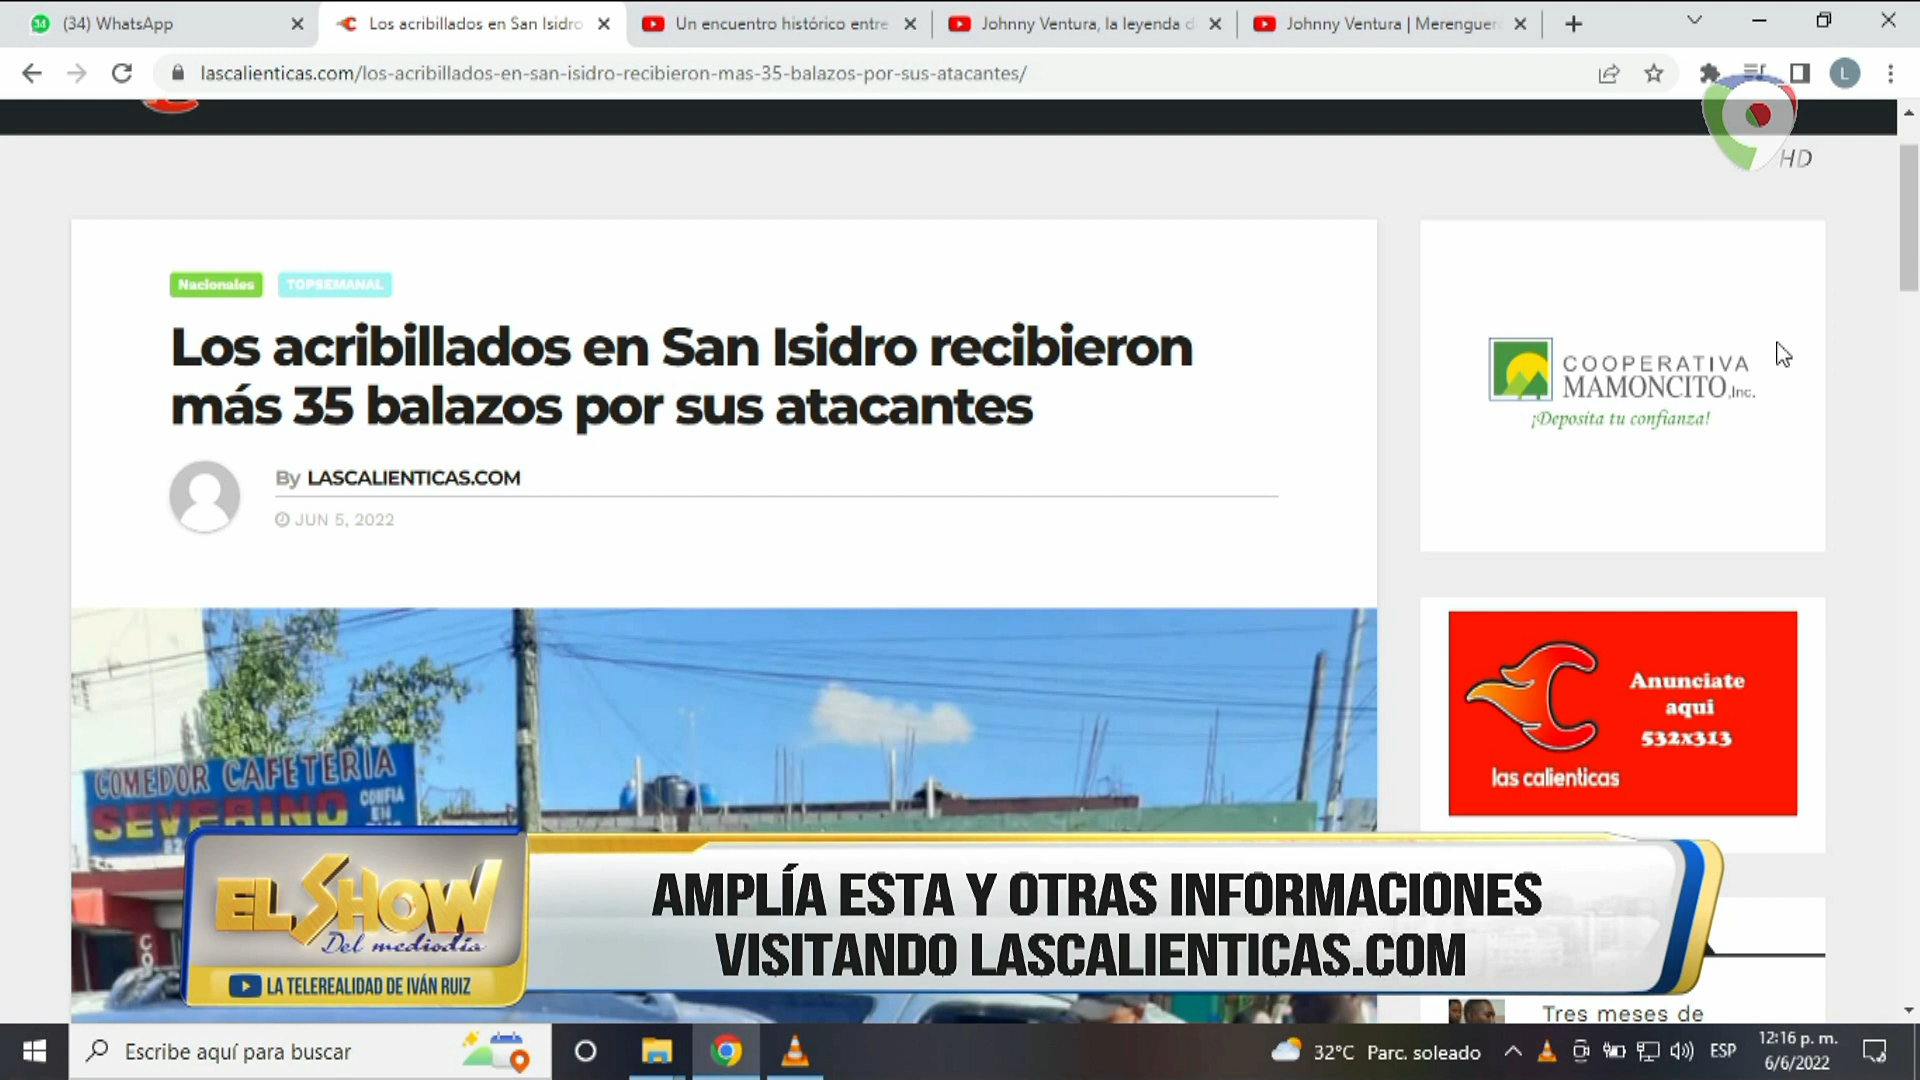 (34) WhatsApp
Los acribillados en San Isidro
Un encuentro histórico entre
Johnny Ventura, la leyenda d
Johnny Ventura | Merenguer
lascalienticas.com/los-acribillados-en-san-isidro-recibieron-mas-35-balazos-por-sus-atacantes/
L
HD
Nacionales
TOPSEMANAL
Los acribillados en San Isidro recibieron
más 35 balazos por sus atacantes
By LASCALIENTICAS.COM
JUN 5, 2022
COOPERATIVA
MAMONCITO,Inc.
¡Deposita tu confianza!
Anunciate
aqui
532x313
las calienticas
COMEDOR CAFETERIA
SEVERINO
CONFIA
EN
EL SHOW
Del mediodía
LA TELEREALIDAD DE IVÁN RUIZ
AMPLÍA ESTA Y OTRAS INFORMACIONES
VISITANDO LASCALIENTICAS.COM
Tres meses de
Escribe aquí para buscar
32°C Parc. soleado
ESP
12:16 p. m.
6/6/2022